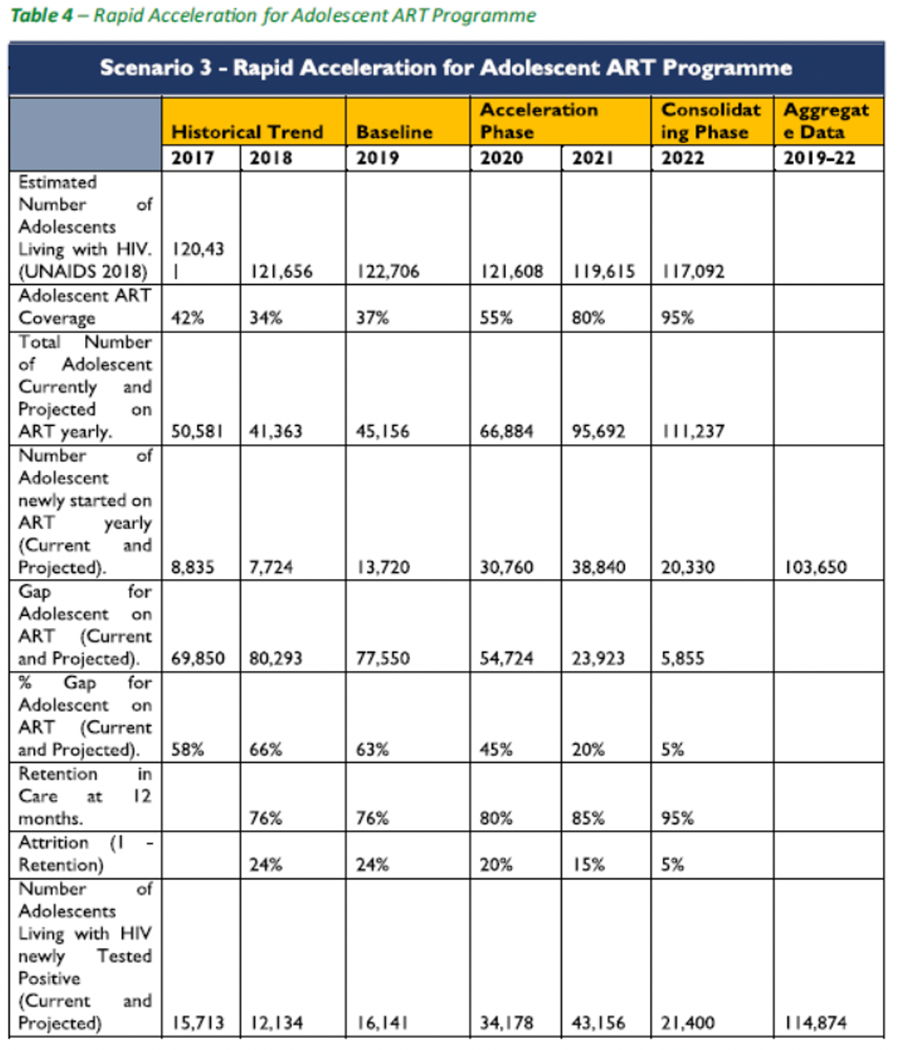 Table 4 – Rapid Acceleration for Adolescent ART Programme
Scenario 3 - Rapid Acceleration for Adolescent ART Programme
Historical Trend Baseline Acceleration Phase Consolidat ing Phase Aggregat e Data
2017 2018 2019 2020 2021 2022 2019-22
Estimated
Number of
Adolescents
Living with HIV.
(UNAIDS 2018) 120,43 1 121,656 122,706 121,608 119,615 117,092
Adolescent ART
Coverage 42% 34% 37% 55% 80% 95%
Total Number
of Adolescent
Currently and
Projected on
ART yearly. 50,581 41,363 45,156 66,884 95,692 111,237
Number of
Adolescent
newly started on
ART yearly
(Current and
Projected). 8,835 7,724 13,720 30,760 38,840 20,330 103,650
Gap for
Adolescent on
ART (Current
and Projected). 69,850 80,293 77,550 54,724 23,923 5,855
% Gap for
Adolescent on
ART (Current
and Projected). 58% 66% 63% 45% 20% 5%
Retention in
Care at 12
months. 76% 76% 80% 85% 95%
Attrition (1 -
Retention) 24% 24% 20% 15% 5%
Number of
Adolescents
Living with HIV
newly Tested
Positive
(Current and
Projected) 15,713 12,134 16,141 34,178 43,156 21,400 114,874